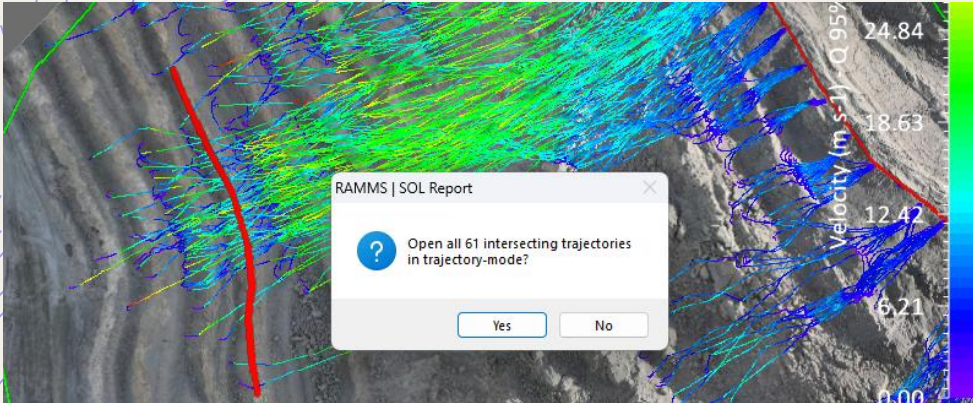 24.84
18.63
12.42
6.21
0.00
Velocity (m s-1) - Q 95%
RAMMS | SOL Report
Open all 61 intersecting trajectories
in trajectory-mode?
Yes
No